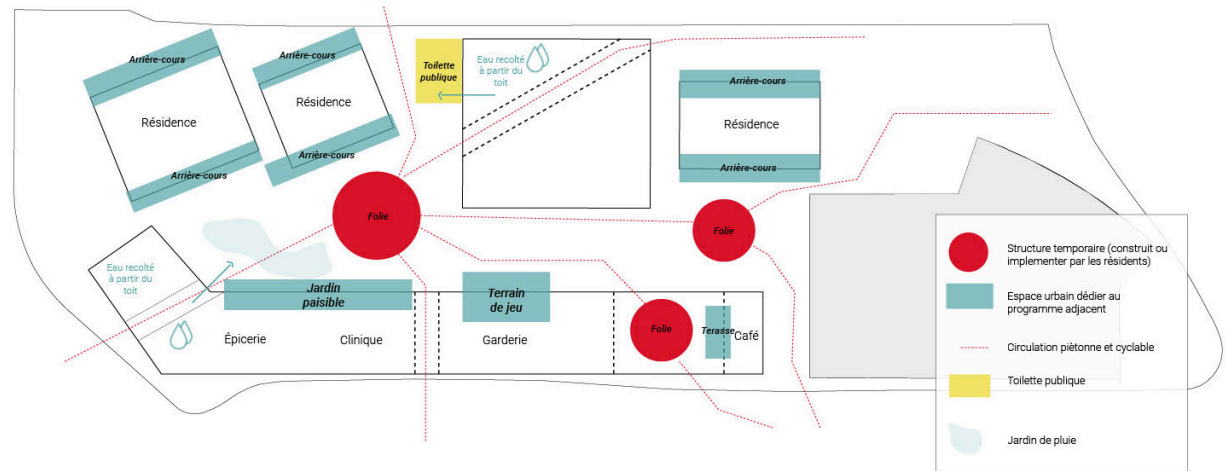 Arrière-cours
Résidence
Arrière-cours
Arrière-cours
Résidence
Arrière-cours
Toilette
publique
Eau recolté
à partir du
toit
Arrière-cours
Résidence
Arrière-cours
Folie
Folie
Eau recolté
à partir du
toit
Jardin
paisible
Terrain
de jeu
Épicerie
Clinique
Garderie
Folie
Terasse
Café
Structure temporaire (construit ou
implementer par les résidents)
Espace urbain dédier au
programme adjacent
Circulation piètonne et cyclable
Toilette publique
Jardin de pluie